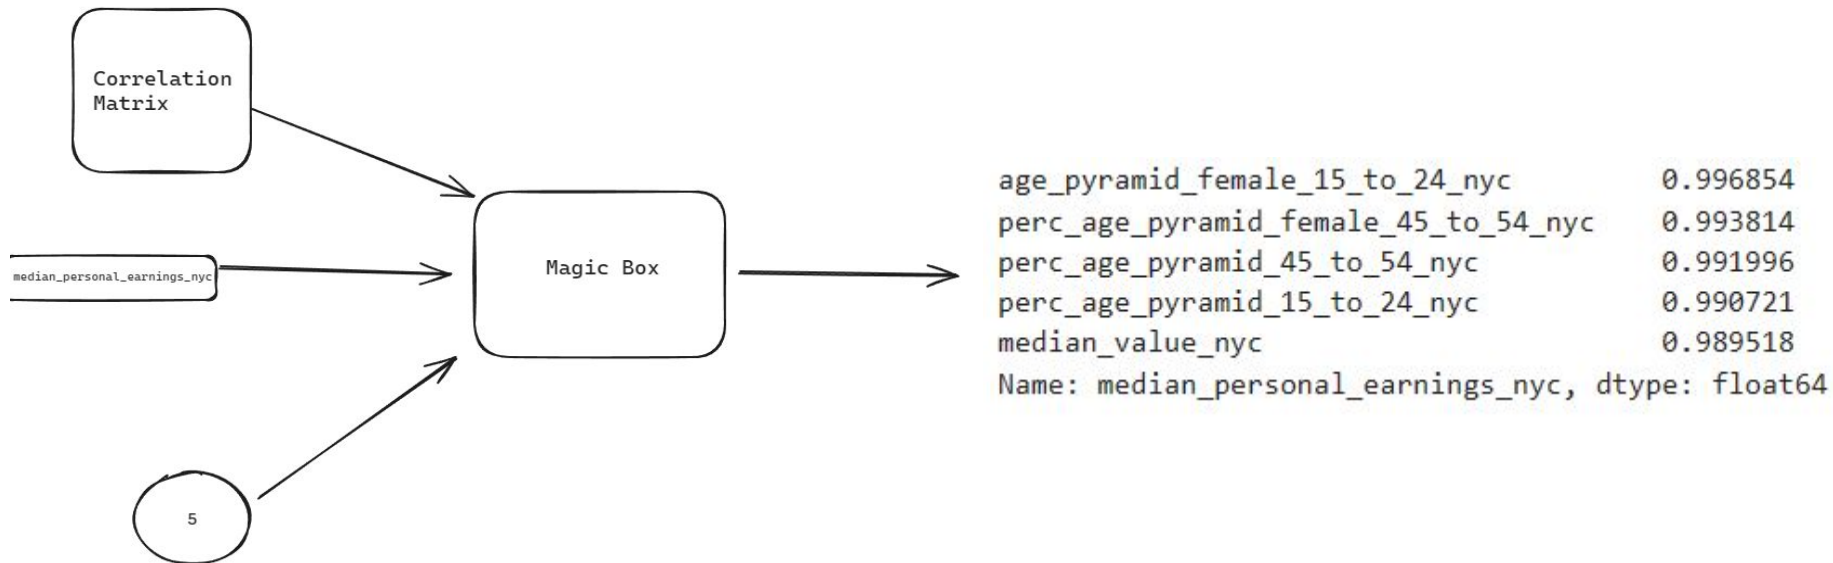 Correlation
Matrix
median_personal_earnings_nyc
5
Magic Box
age_pyramid_female_15_to_24_nyc 0.996854
perc_age_pyramid_female_45_to_54_nyc 0.993814
perc_age_pyramid_45_to_54_nyc 0.991996
perc_age_pyramid_15_to_24_nyc 0.990721
median_value_nyc 0.989518
Name: median_personal_earnings_nyc, dtype: float64